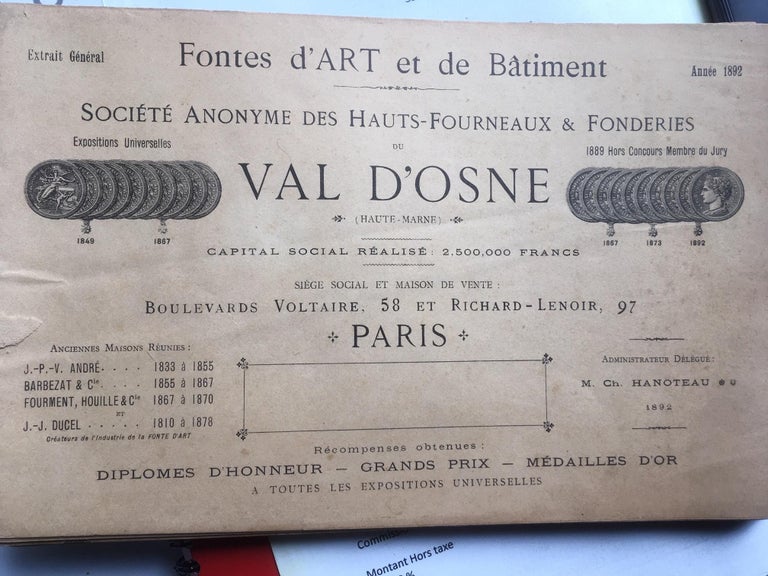 Extrait Général
Fontes d'ART et de Bâtiment
Année 1892
SOCIÉTÉ ANONYME DES HAUTS-FOURNEAUX & FONDERIES
DU
Expositions Universelles
1889 Hors Concours Membre du Jury
VAL D'OSNE
(HAUTE-MARNE)
1849 1867
1867 1873 1892
CAPITAL SOCIAL RÉALISÉ : 2.500,000 FRANCS
SIÈGE SOCIAL ET MAISON DE VENTE :
BOULEVARDS VOLTAIRE, 58 ET RICHARD-LENOIR, 97
PARIS
ANCIENNES MAISONS RÉUNIES :
J.-P.-V. ANDRÉ. . . . . 1833 à 1855
BARBEZAT & Cie. . . . . 1855 à 1867
FOURMENT, HOUILLE & Cie 1867 à 1870
ET
J.-J. DUCEL . . . . . 1810 à 1878
Créateurs de l'Industrie de la FONTE D'ART
ADMINISTRATEUR DÉLÉGUÉ :
M. Ch. HANOTEAU
1892
Récompenses obtenues :
DIPLOMES D'HONNEUR — GRANDS PRIX — MÉDAILLES D'OR
A TOUTES LES EXPOSITIONS UNIVERSELLES
Montant Hors taxe